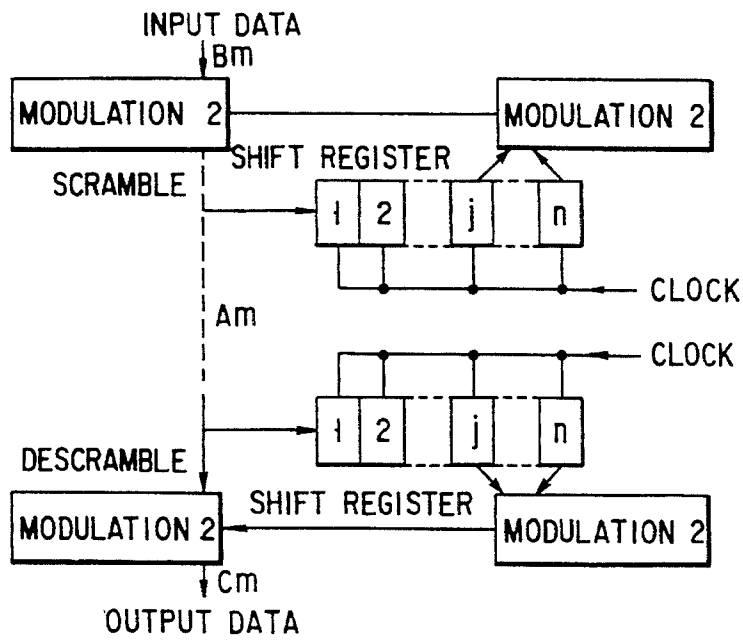 INPUT DATA
Bm
MODULATION 2
MODULATION 2
SHIFT REGISTER
SCRAMBLE
1 2 j n
CLOCK
Am
CLOCK
1 2 j n
DESCRAMBLE
SHIFT REGISTER
MODULATION 2
MODULATION 2
Cm
OUTPUT DATA